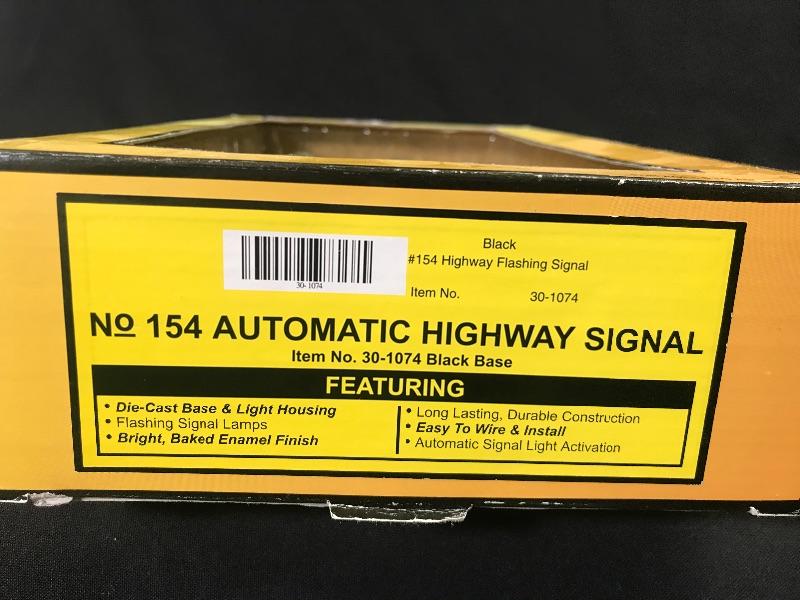 Black
#154 Highway Flashing Signal
30-1074
Item No. 30-1074
No 154 AUTOMATIC HIGHWAY SIGNAL
Item No. 30-1074 Black Base
FEATURING
• Die-Cast Base & Light Housing
• Flashing Signal Lamps
• Bright, Baked Enamel Finish
• Long Lasting, Durable Construction
• Easy To Wire & Install
• Automatic Signal Light Activation